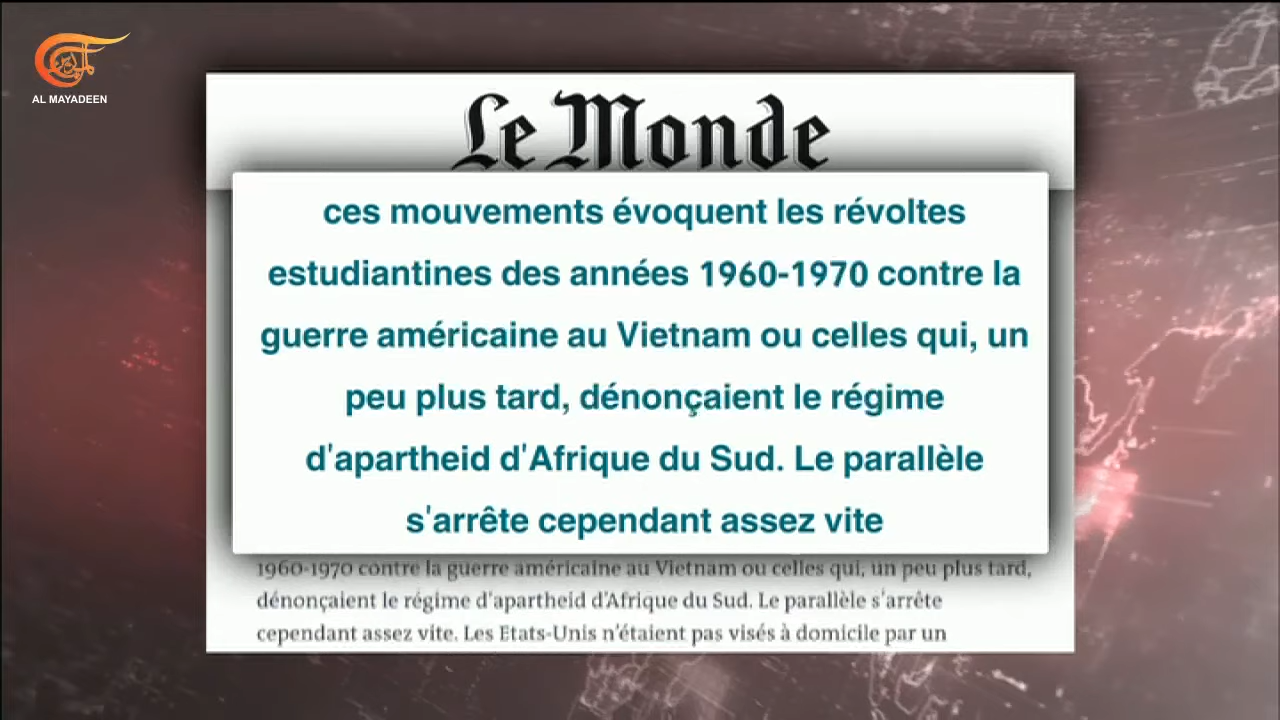 AL MAYADEEN
Le Monde
ces mouvements évoquent les révoltes
estudiantines des années 1960-1970 contre la
guerre américaine au Vietnam ou celles qui, un
peu plus tard, dénonçaient le régime
d'apartheid d'Afrique du Sud. Le parallèle
s'arrête cependant assez vite
1960-1970 contre la guerre américaine au Vietnam ou celles qui, un peu plus tard,
dénonçaient le régime d'apartheid d'Afrique du Sud. Le parallèle s'arrête
cependant assez vite. Les Etats-Unis n'étaient pas visés à domicile par un